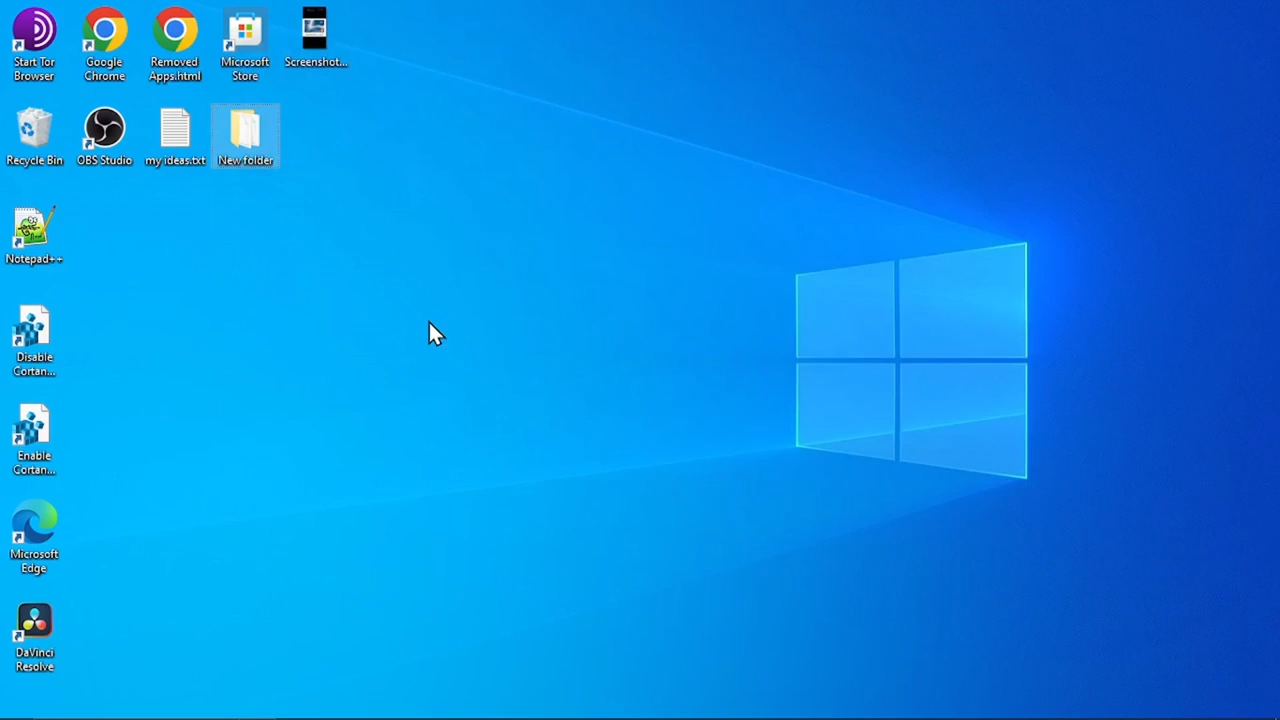 Start Tor
Browser
Google
Chrome
Removed
Apps.html
Microsoft
Store
Screenshot...
Recycle Bin
OBS Studio
my ideas.txt
New folder
Notepad++
Disable
Cortan...
Enable
Cortan...
Microsoft
Edge
DaVinci
Resolve